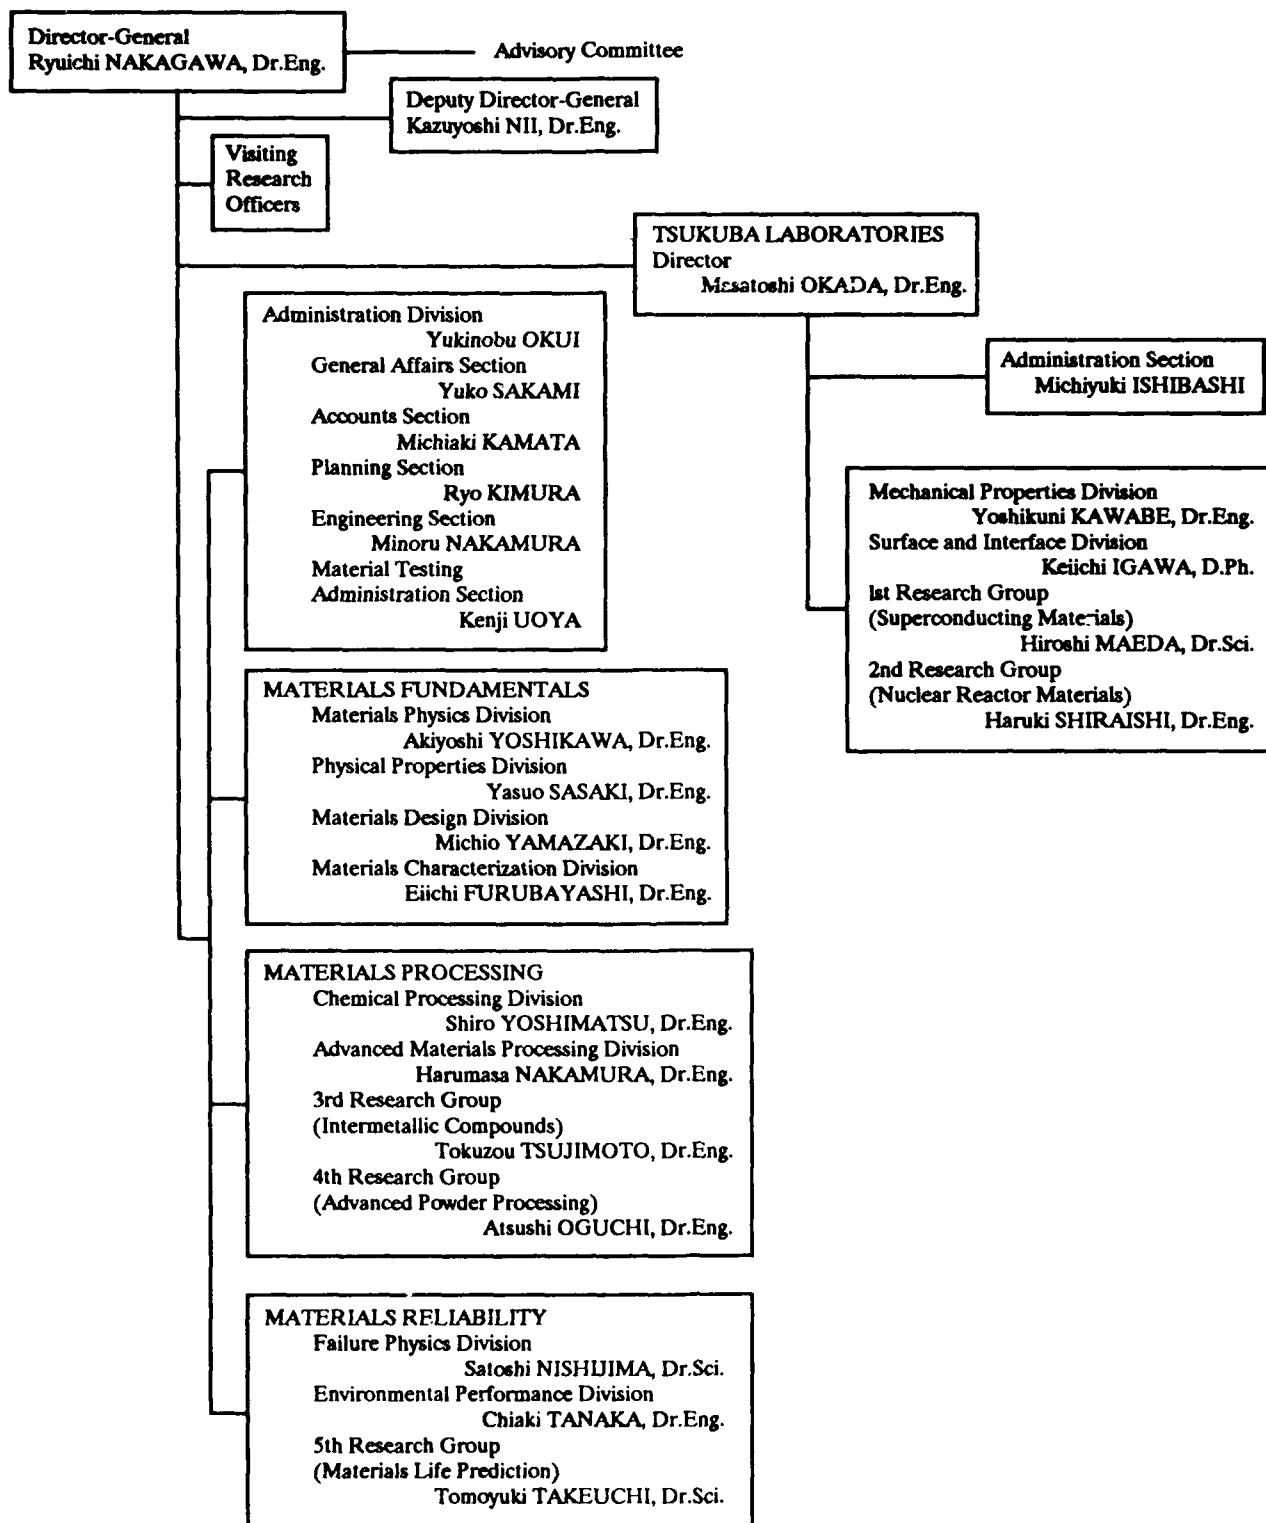 Director-General
Ryuichi NAKAGAWA, Dr.Eng.
Advisory Committee
Deputy Director-General
Kazuyoshi NII, Dr.Eng.
Visiting
Research
Officers
TSUKUBA LABORATORIES
Director
Masatoshi OKADA, Dr.Eng.
Administration Division
Yukinobu OKUI
General Affairs Section
Yuko SAKAMI
Accounts Section
Michiaki KAMATA
Planning Section
Ryo KIMURA
Engineering Section
Minoru NAKAMURA
Material Testing
Administration Section
Kenji UOYA
Administration Section
Michiyuki ISHIBASHI
Mechanical Properties Division
Yoshikuni KAWABE, Dr.Eng.
Surface and Interface Division
Keiichi IGAWA, D.Ph.
1st Research Group
(Superconducting Materials)
Hiroshi MAEDA, Dr.Sci.
2nd Research Group
(Nuclear Reactor Materials)
Haruki SHIRAISHI, Dr.Eng.
MATERIALS FUNDAMENTALS
Materials Physics Division
Akiyoshi YOSHIKAWA, Dr.Eng.
Physical Properties Division
Yasuo SASAKI, Dr.Eng.
Materials Design Division
Michio YAMAZAKI, Dr.Eng.
Materials Characterization Division
Eiichi FURUBAYASHI, Dr.Eng.
MATERIALS PROCESSING
Chemical Processing Division
Shiro YOSHIMATSU, Dr.Eng.
Advanced Materials Processing Division
Harumasa NAKAMURA, Dr.Eng.
3rd Research Group
(Intermetallic Compounds)
Tokuzou TSUJIMOTO, Dr.Eng.
4th Research Group
(Advanced Powder Processing)
Atsushi OGUCHI, Dr.Eng.
MATERIALS RELIABILITY
Failure Physics Division
Satoshi NISHIJIMA, Dr.Sci.
Environmental Performance Division
Chiaki TANAKA, Dr.Eng.
5th Research Group
(Materials Life Prediction)
Tomoyuki TAKEUCHI, Dr.Sci.